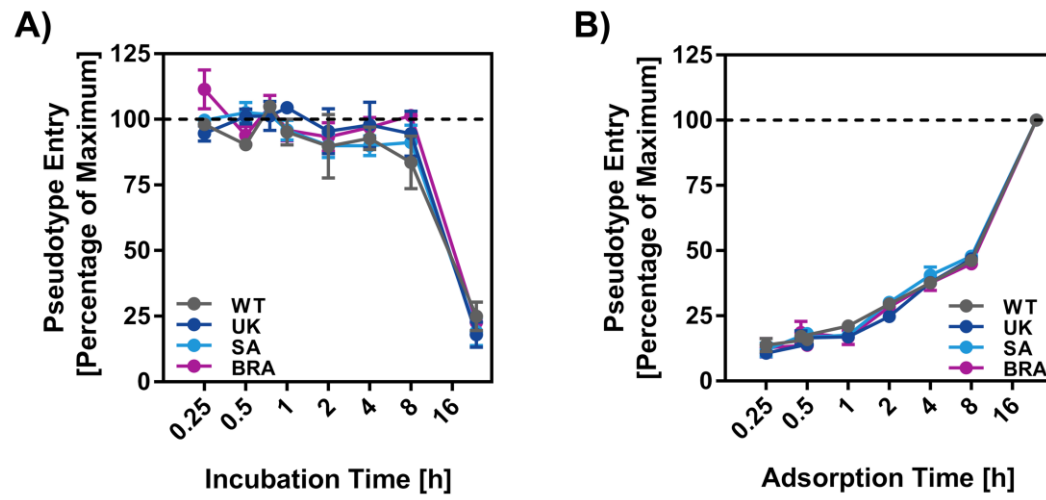 A)
Pseudotype Entry
[Percentage of Maximum]
125
100
75
50
25
0
WT
UK
SA
BRA
0.25
0.5
1
2
4
8
16
Incubation Time [h]
B)
Pseudotype Entry
[Percentage of Maximum]
125
100
75
50
25
0
WT
UK
SA
BRA
0.25
0.5
1
2
4
8
16
Adsorption Time [h]